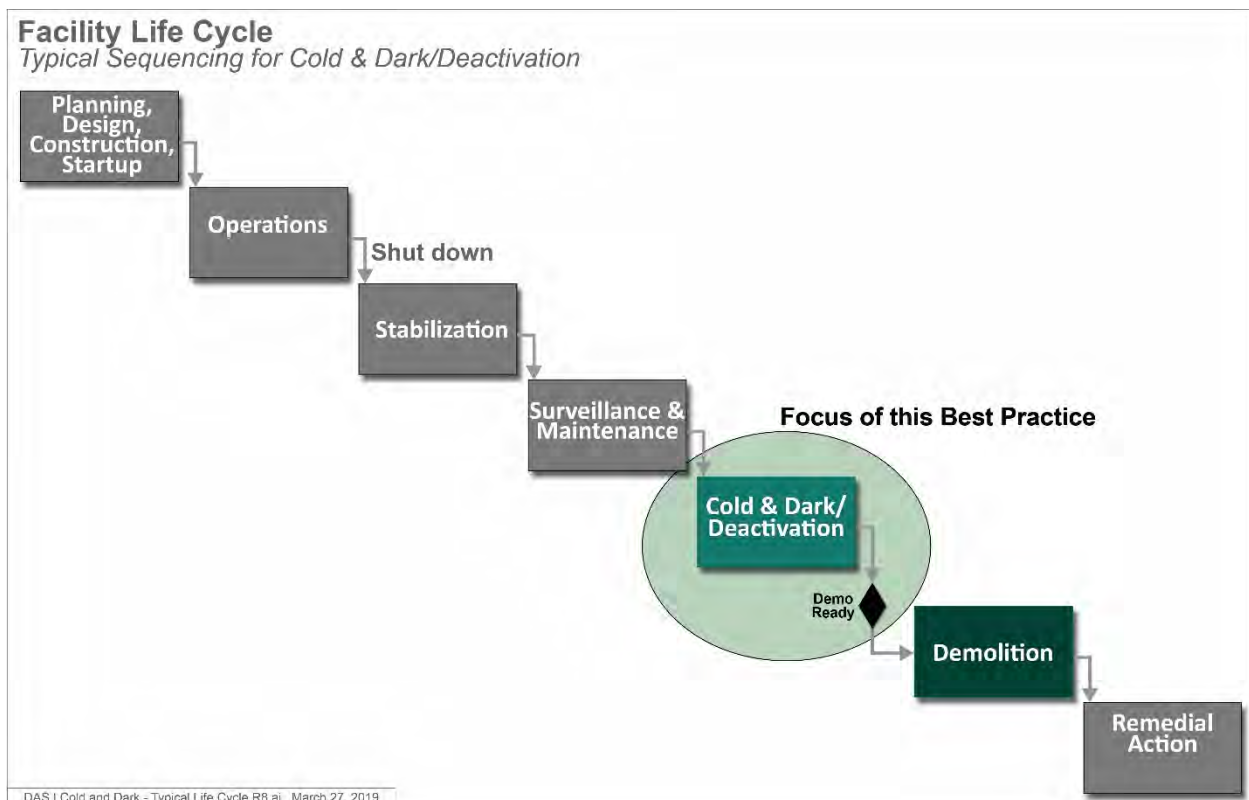 Facility Life Cycle
Typical Sequencing for Cold & Dark/Deactivation
Planning,
Design,
Construction,
Startup
Operations
Shut down
Stabilization
Surveillance &
Maintenance
Focus of this Best Practice
Cold & Dark/
Deactivation
Demo
Ready
Demolition
Remedial
Action
DAS | Cold and Dark - Typical Life Cycle R8.ai March 27, 2019